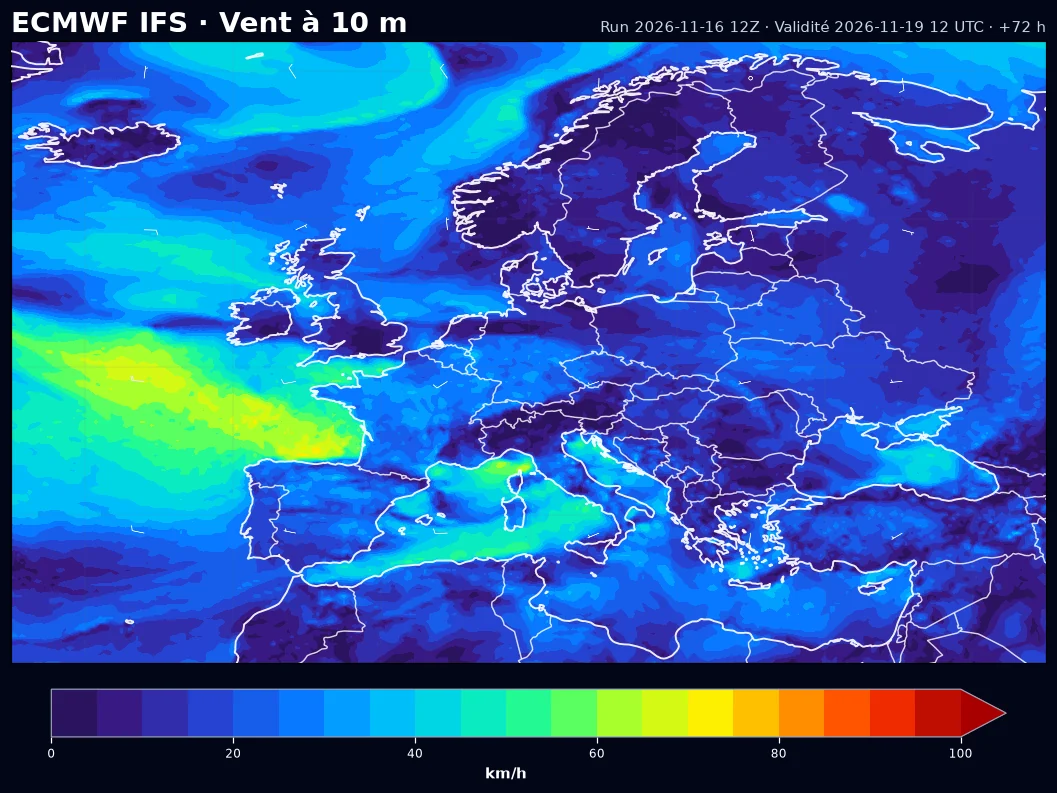 ECMWF IFS · Vent à 10 m
Run 2026-11-16 12Z · Validité 2026-11-19 12 UTC · +72 h
0 20 40 60 80 100
km/h